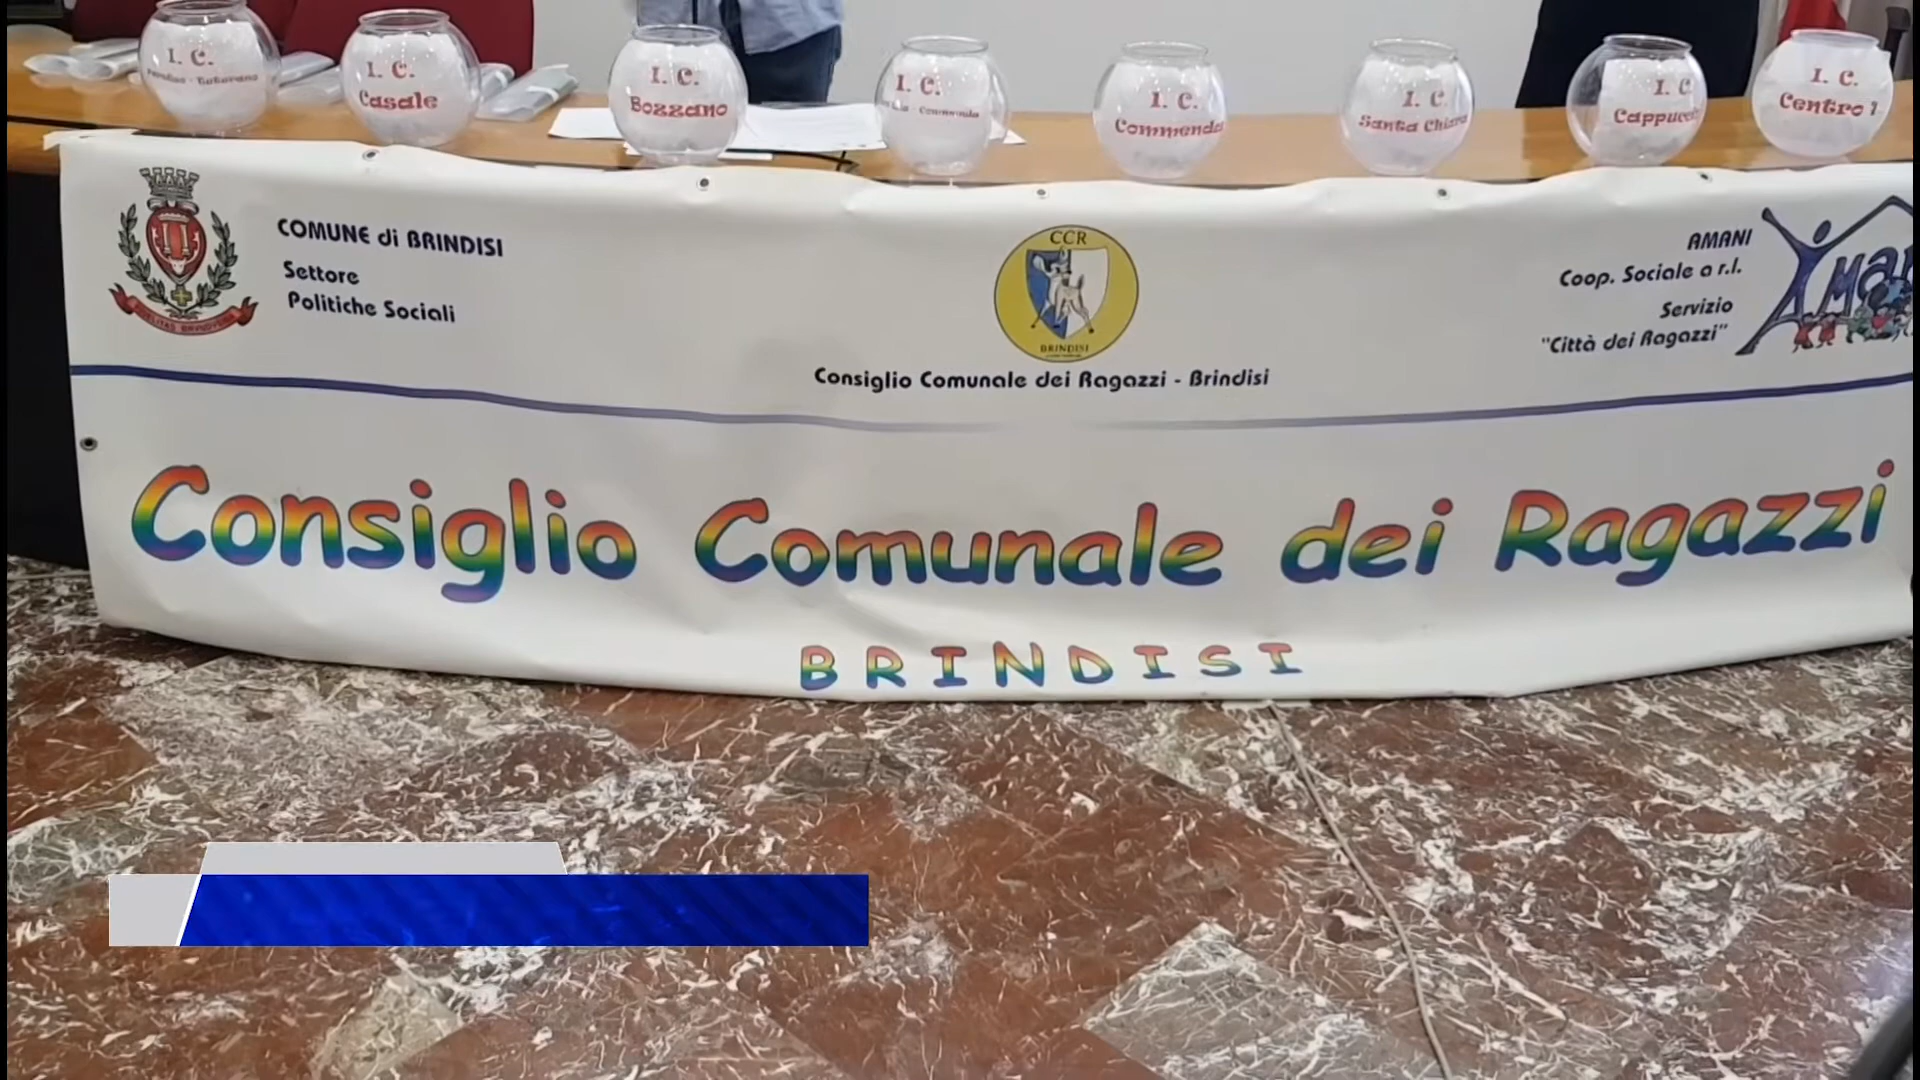 I. C.
I. C.
Casale
I. C.
Bozzano
I. C.
I. C.
Commenda
I. C.
Santa Chiara
I. C.
Cappucci
I. C.
Centro 1
COMUNE di BRINDISI
Settore
Politiche Sociali
CCR
BRINDISI
Consiglio Comunale dei Ragazzi - Brindisi
AMANI
Coop. Sociale a r.l.
Servizio
"Città dei Ragazzi"
Consiglio Comunale dei Ragazzi
BRINDISI